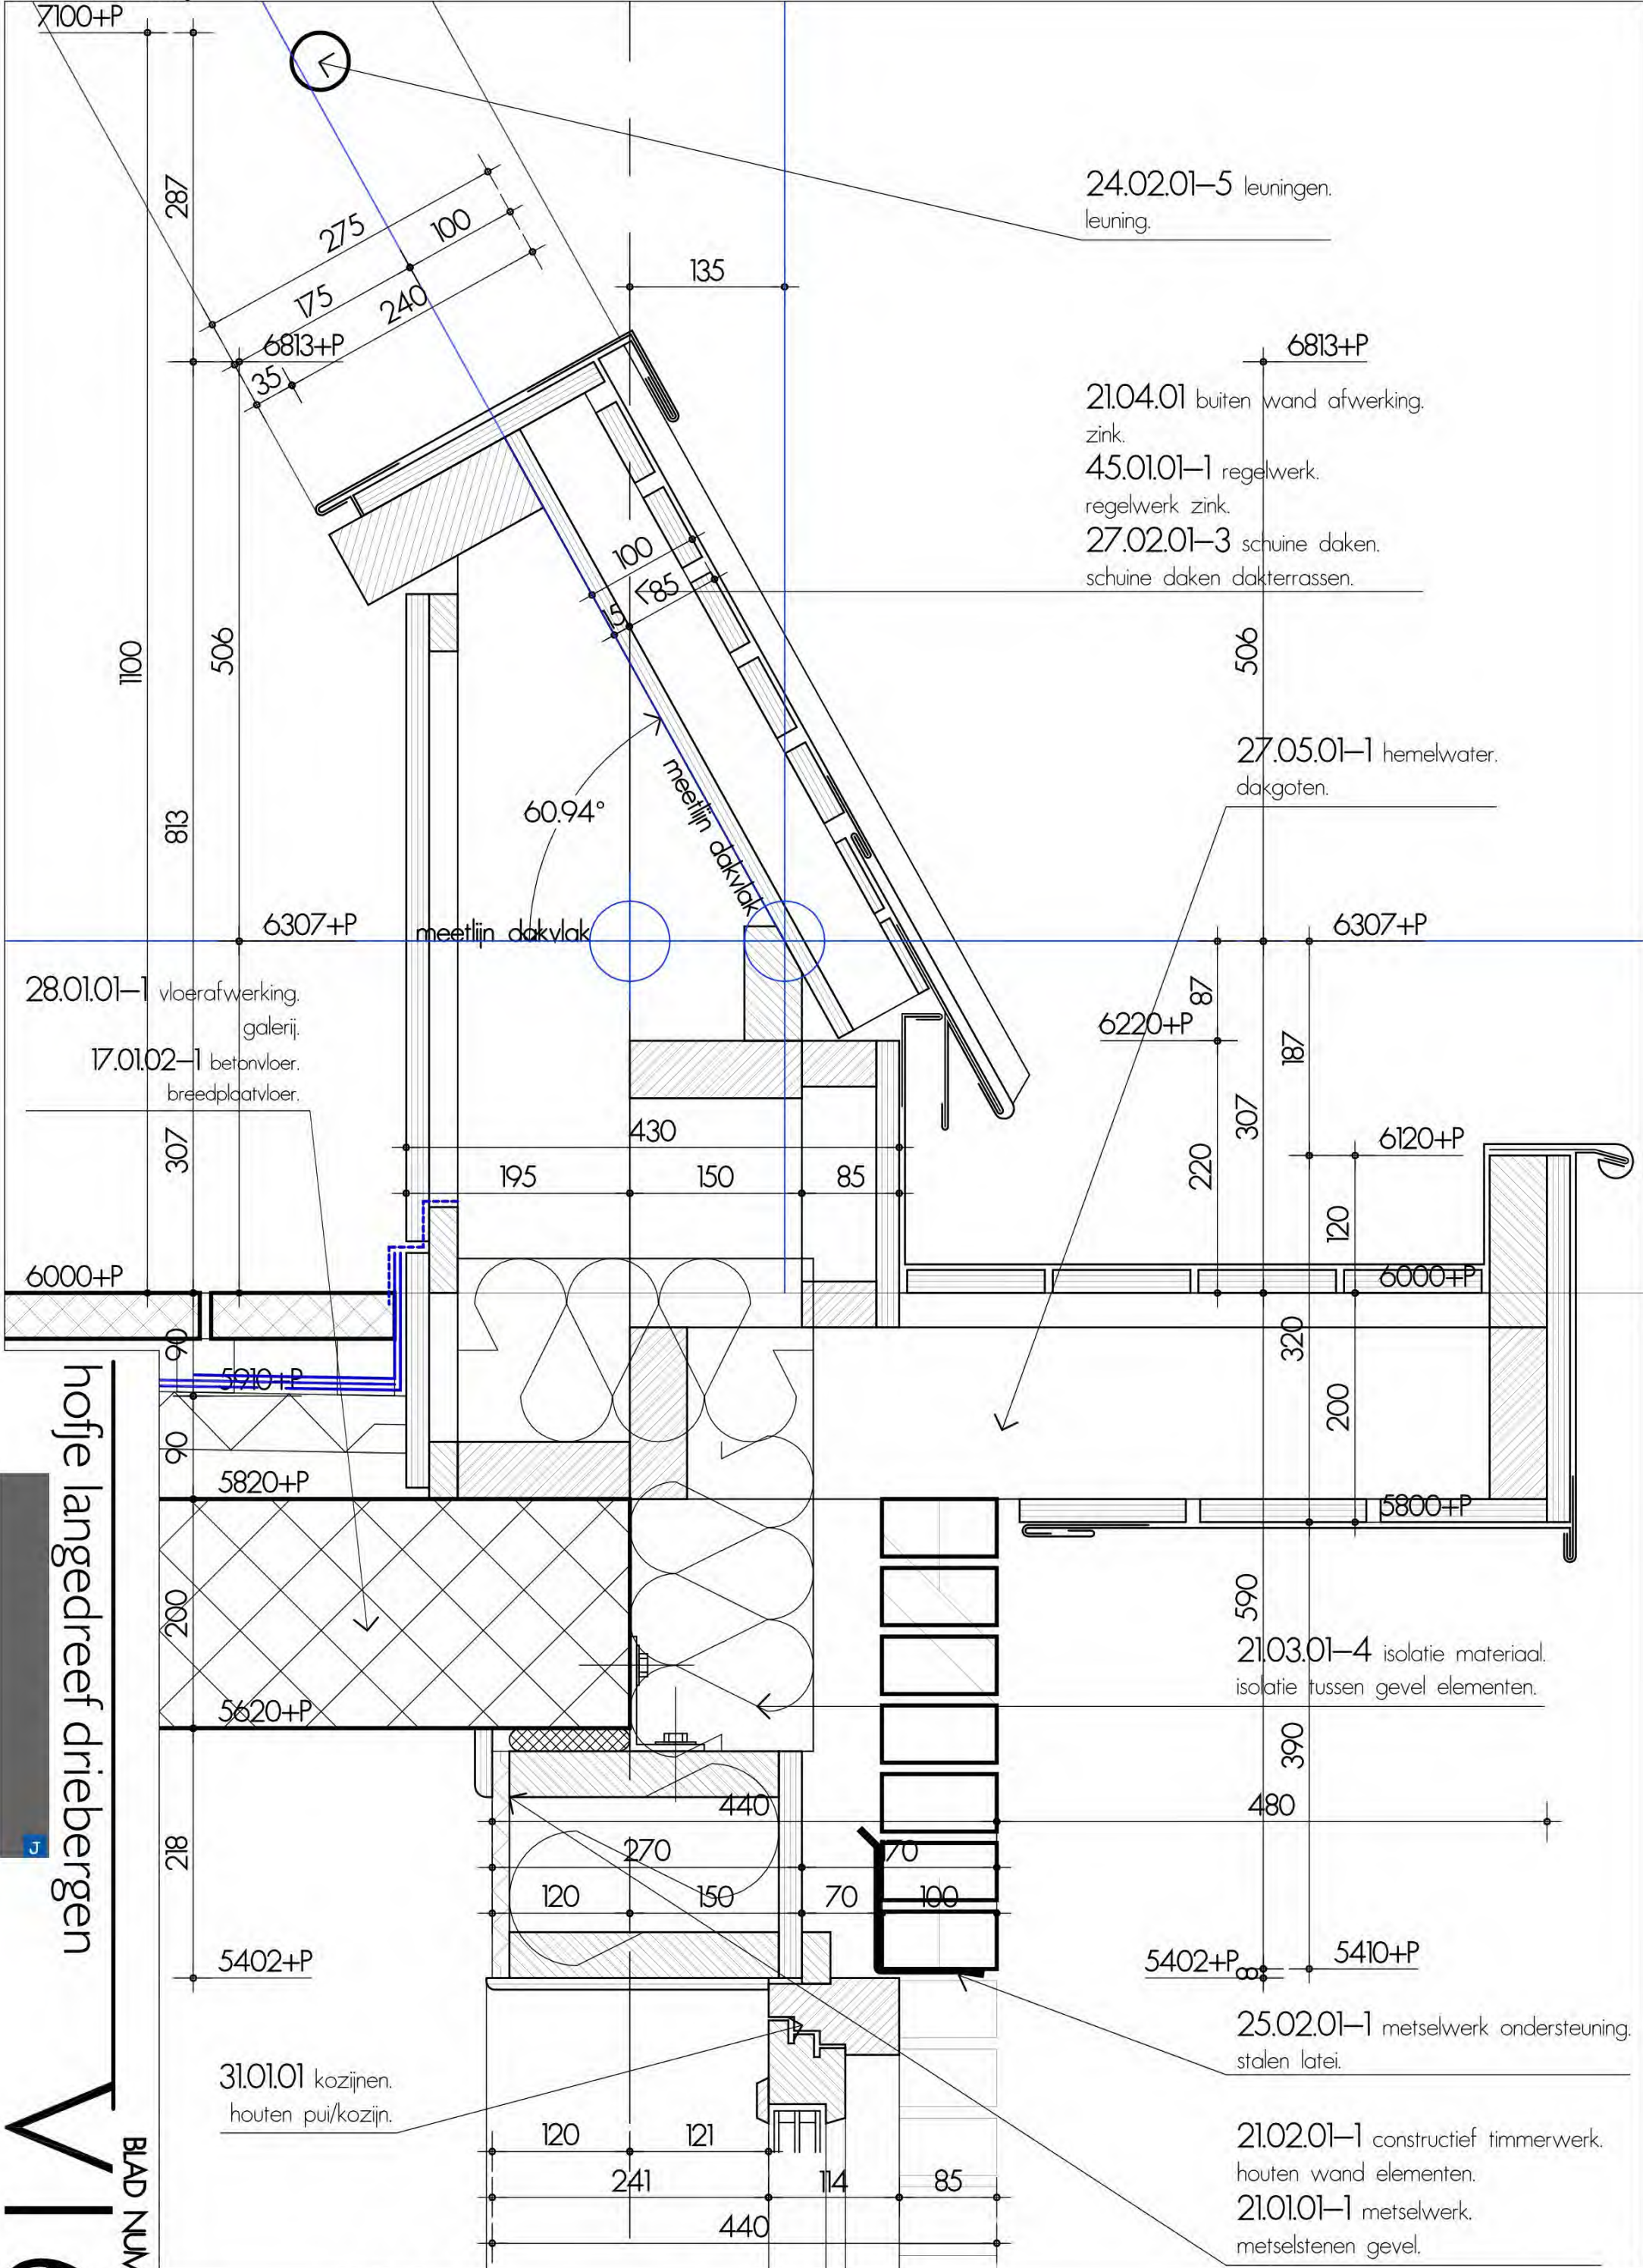 7100+P
287
275
100
175
240
35
6813+P
135
24.02.01-5 leuningen.
leuning.
6813+P
21.04.01 buiten wand afwerking.
zink.
45.01.01-1 regelwerk.
regelwerk zink.
27.02.01-3 schuine daken.
schuine daken dakterrassen.
100
85
15
1100
506
506
27.05.01-1 hemelwater.
dakgoten.
813
60.94°
meetlijn dakvlak
6307+P
meetlijn dakvlak
6307+P
28.01.01-1 vloerafwerking.
galerij.
17.01.02-1 betonvloer.
breedplaatvloer.
87
6220+P
187
307
430
307
6120+P
195
150
85
220
120
6000+P
6000+P
90
5910+P
320
200
90
5820+P
5800+P
200
590
21.03.01-4 isolatie materiaal.
isolatie tussen gevel elementen.
5620+P
390
440
480
218
270
70
120
150
70
100
5402+P
5402+P
8
5410+P
25.02.01-1 metselwerk ondersteuning.
stalen latei.
31.01.01 kozijnen.
houten pui/kozijn.
120
121
21.02.01-1 constructief timmerwerk.
houten wand elementen.
241
114
85
21.01.01-1 metselwerk.
metselstenen gevel.
440
hofje langedreef driebergen
J